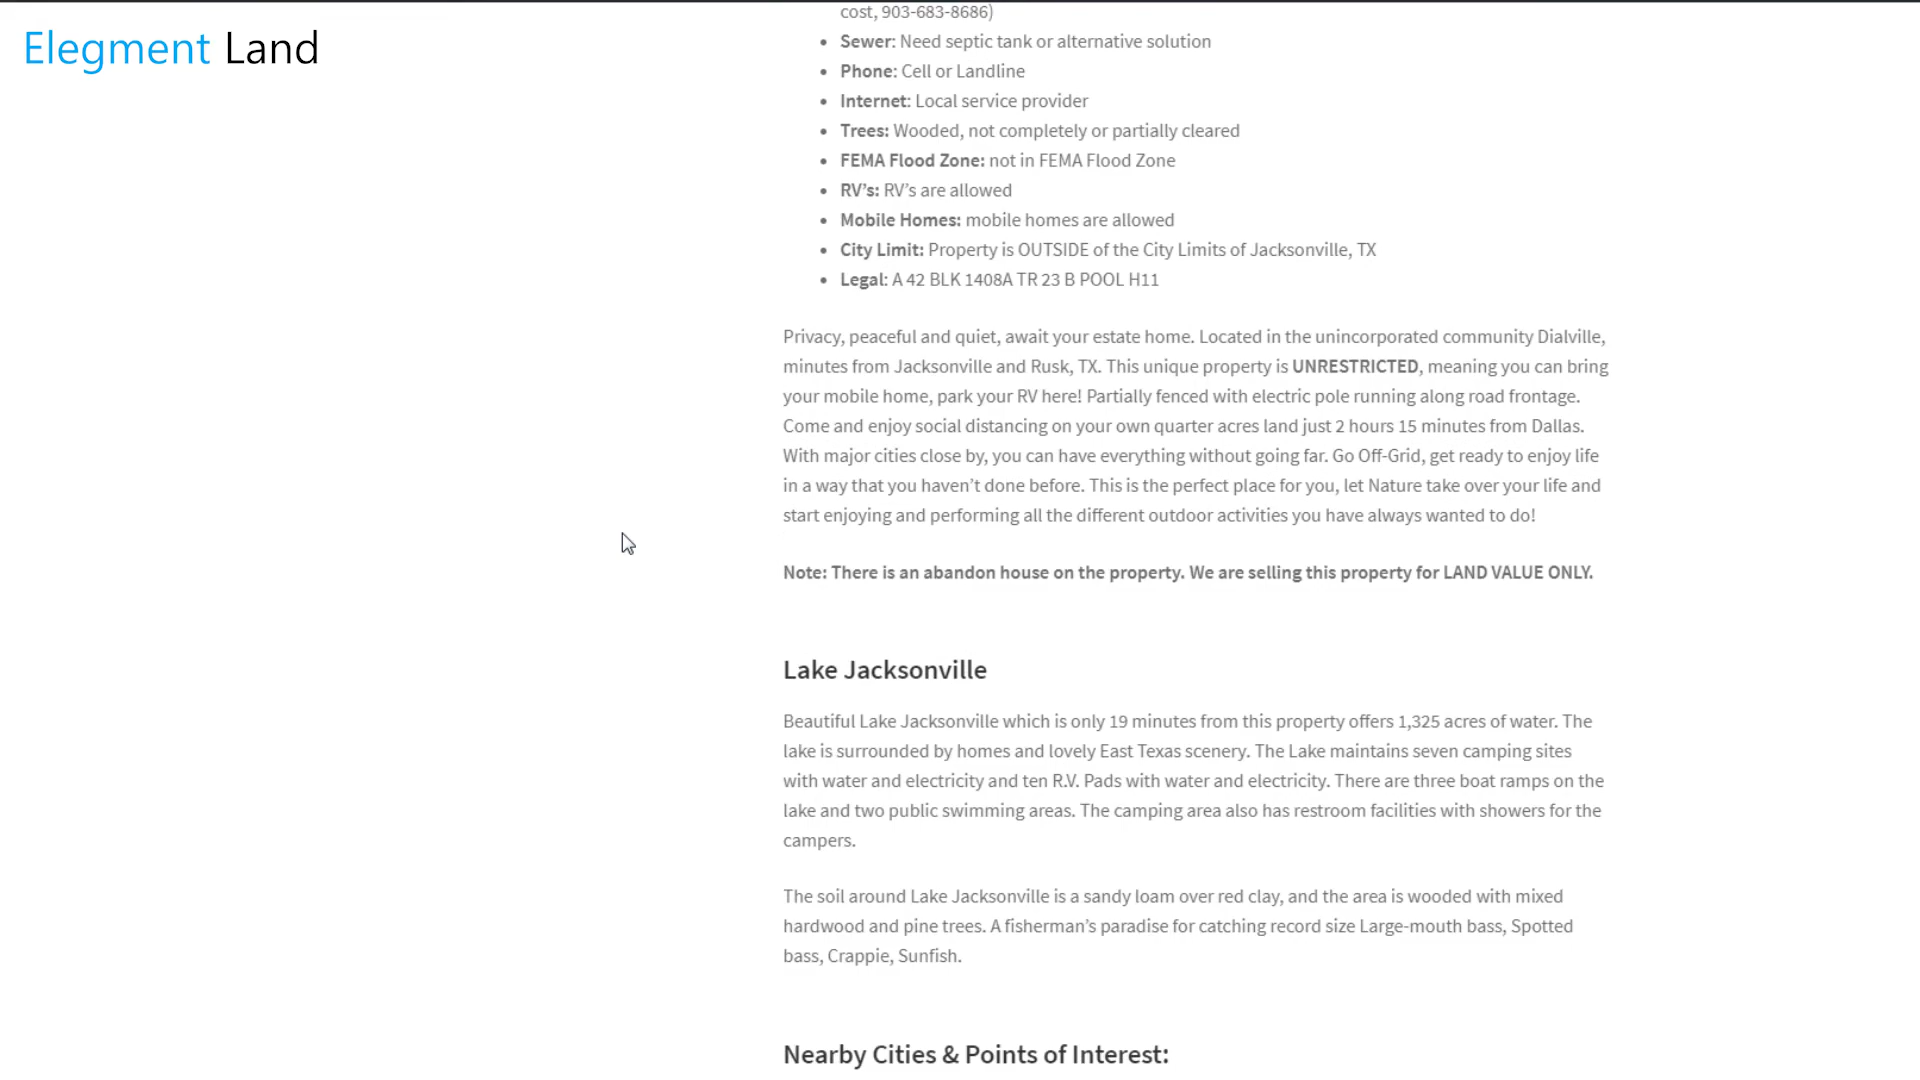 Elegment Land
cost, 903-683-8686)
• Sewer: Need septic tank or alternative solution
• Phone: Cell or Landline
• Internet: Local service provider
• Trees: Wooded, not completely or partially cleared
• FEMA Flood Zone: not in FEMA Flood Zone
• RV’s: RV’s are allowed
• Mobile Homes: mobile homes are allowed
• City Limit: Property is OUTSIDE of the City Limits of Jacksonville, TX
• Legal: A 42 BLK 1408A TR 23 B POOL H11
Privacy, peaceful and quiet, await your estate home. Located in the unincorporated community Dialville,
minutes from Jacksonville and Rusk, TX. This unique property is UNRESTRICTED, meaning you can bring
your mobile home, park your RV here! Partially fenced with electric pole running along road frontage.
Come and enjoy social distancing on your own quarter acres land just 2 hours 15 minutes from Dallas.
With major cities close by, you can have everything without going far. Go Off-Grid, get ready to enjoy life
in a way that you haven’t done before. This is the perfect place for you, let Nature take over your life and
start enjoying and performing all the different outdoor activities you have always wanted to do!
Note: There is an abandon house on the property. We are selling this property for LAND VALUE ONLY.
Lake Jacksonville
Beautiful Lake Jacksonville which is only 19 minutes from this property offers 1,325 acres of water. The
lake is surrounded by homes and lovely East Texas scenery. The Lake maintains seven camping sites
with water and electricity and ten R.V. Pads with water and electricity. There are three boat ramps on the
lake and two public swimming areas. The camping area also has restroom facilities with showers for the
campers.
The soil around Lake Jacksonville is a sandy loam over red clay, and the area is wooded with mixed
hardwood and pine trees. A fisherman’s paradise for catching record size Large-mouth bass, Spotted
bass, Crappie, Sunfish.
Nearby Cities & Points of Interest: